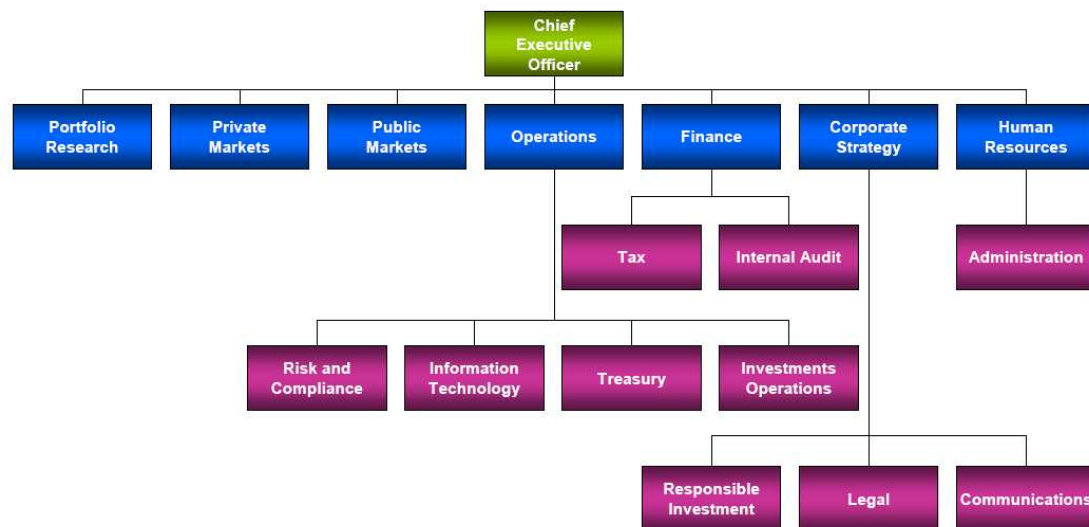 Chief
Executive
Officer
Portfolio
Research
Private
Markets
Public
Markets
Operations
Finance
Corporate
Strategy
Human
Resources
Tax
Internal Audit
Administration
Risk and
Compliance
Information
Technology
Treasury
Investments
Operations
Responsible
Investment
Legal
Communications